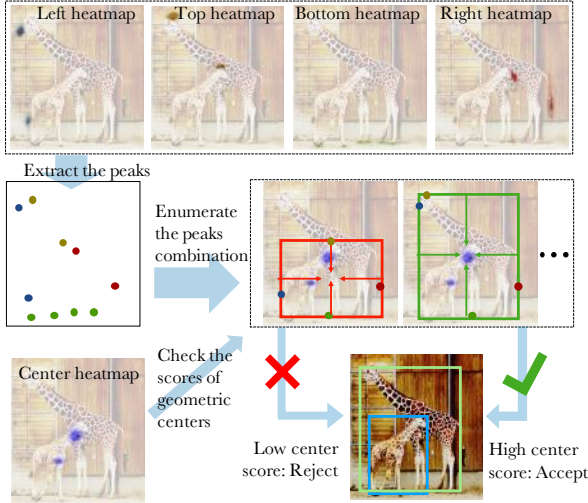 Left heatmap
Top heatmap
Bottom heatmap
Right heatmap
Extract the peaks
Enumerate
the peaks
combination
Center heatmap
Check the
scores of
geometric
centers
Low center
score: Reject
High center
score: Accept